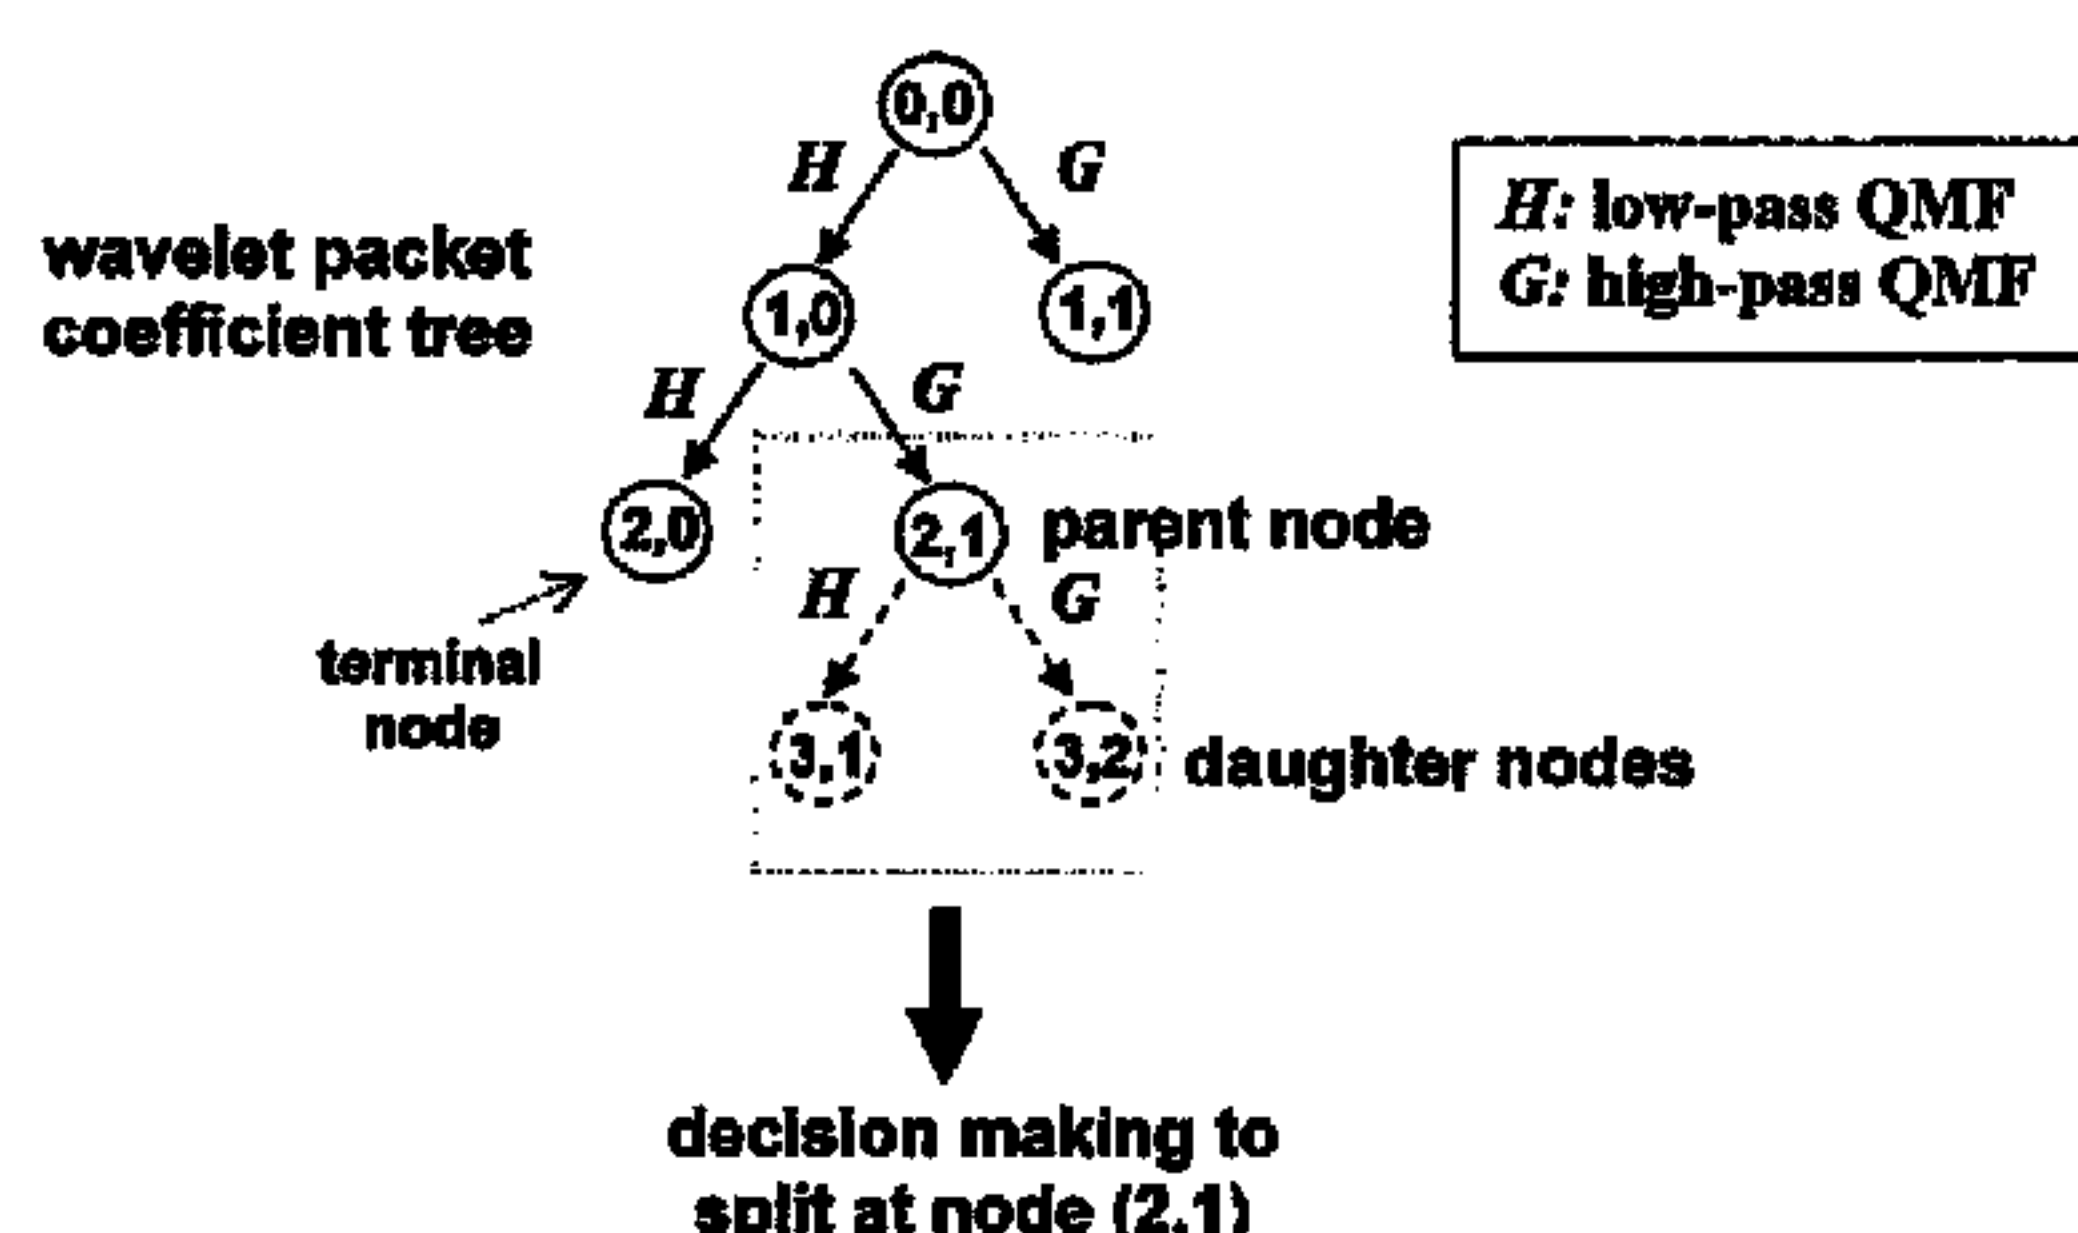 0,0
H
G
H: low-pass QMF
G: high-pass QMF
wavelet packet
coefficient tree
1,0
1,1
H
G
2,0
2,1
parent node
H
G
terminal
node
3,1
3,2
daughter nodes
decision making to
split at node (2,1)